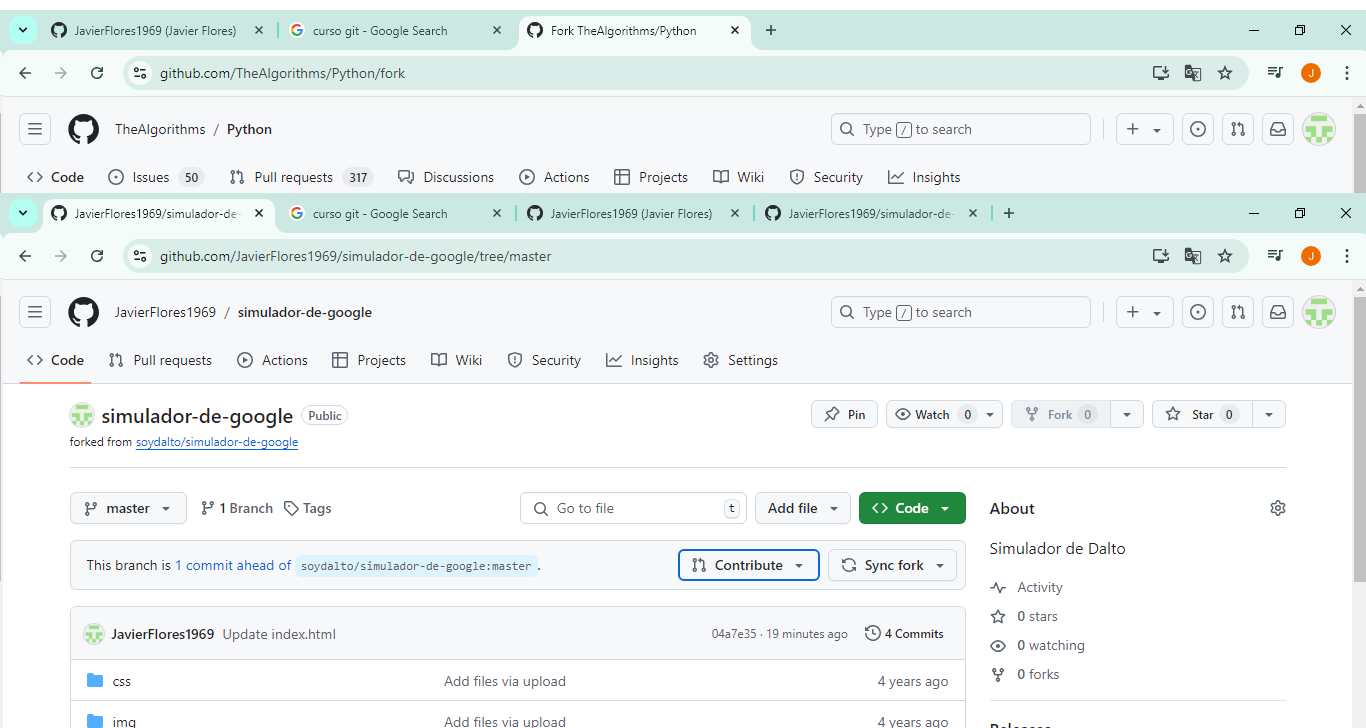 JavierFlores1969 (Javier Flores) curso git - Google Search Fork TheAlgorithms/Python
github.com/TheAlgorithms/Python/fork J
TheAlgorithms / Python Type / to search
Code Issues 50 Pull requests 317 Discussions Actions Projects Wiki Security Insights
JavierFlores1969/simulador-de- curso git - Google Search JavierFlores1969 (Javier Flores) JavierFlores1969/simulador-de-
github.com/JavierFlores1969/simulador-de-google/tree/master J
JavierFlores1969 / simulador-de-google Type / to search
Code Pull requests Actions Projects Wiki Security Insights Settings
simulador-de-google Public Pin Watch 0 Fork 0 Star 0
forked from soydalto/simulador-de-google
master 1 Branch Tags Go to file t Add file Code About
Simulador de Dalto
This branch is 1 commit ahead of soydalto/simulador-de-google:master . Contribute Sync fork
Activity
0 stars
JavierFlores1969 Update index.html 04a7e35 · 19 minutes ago 4 Commits
0 watching
0 forks
css Add files via upload 4 years ago
img Add files via upload 4 years ago
Releases